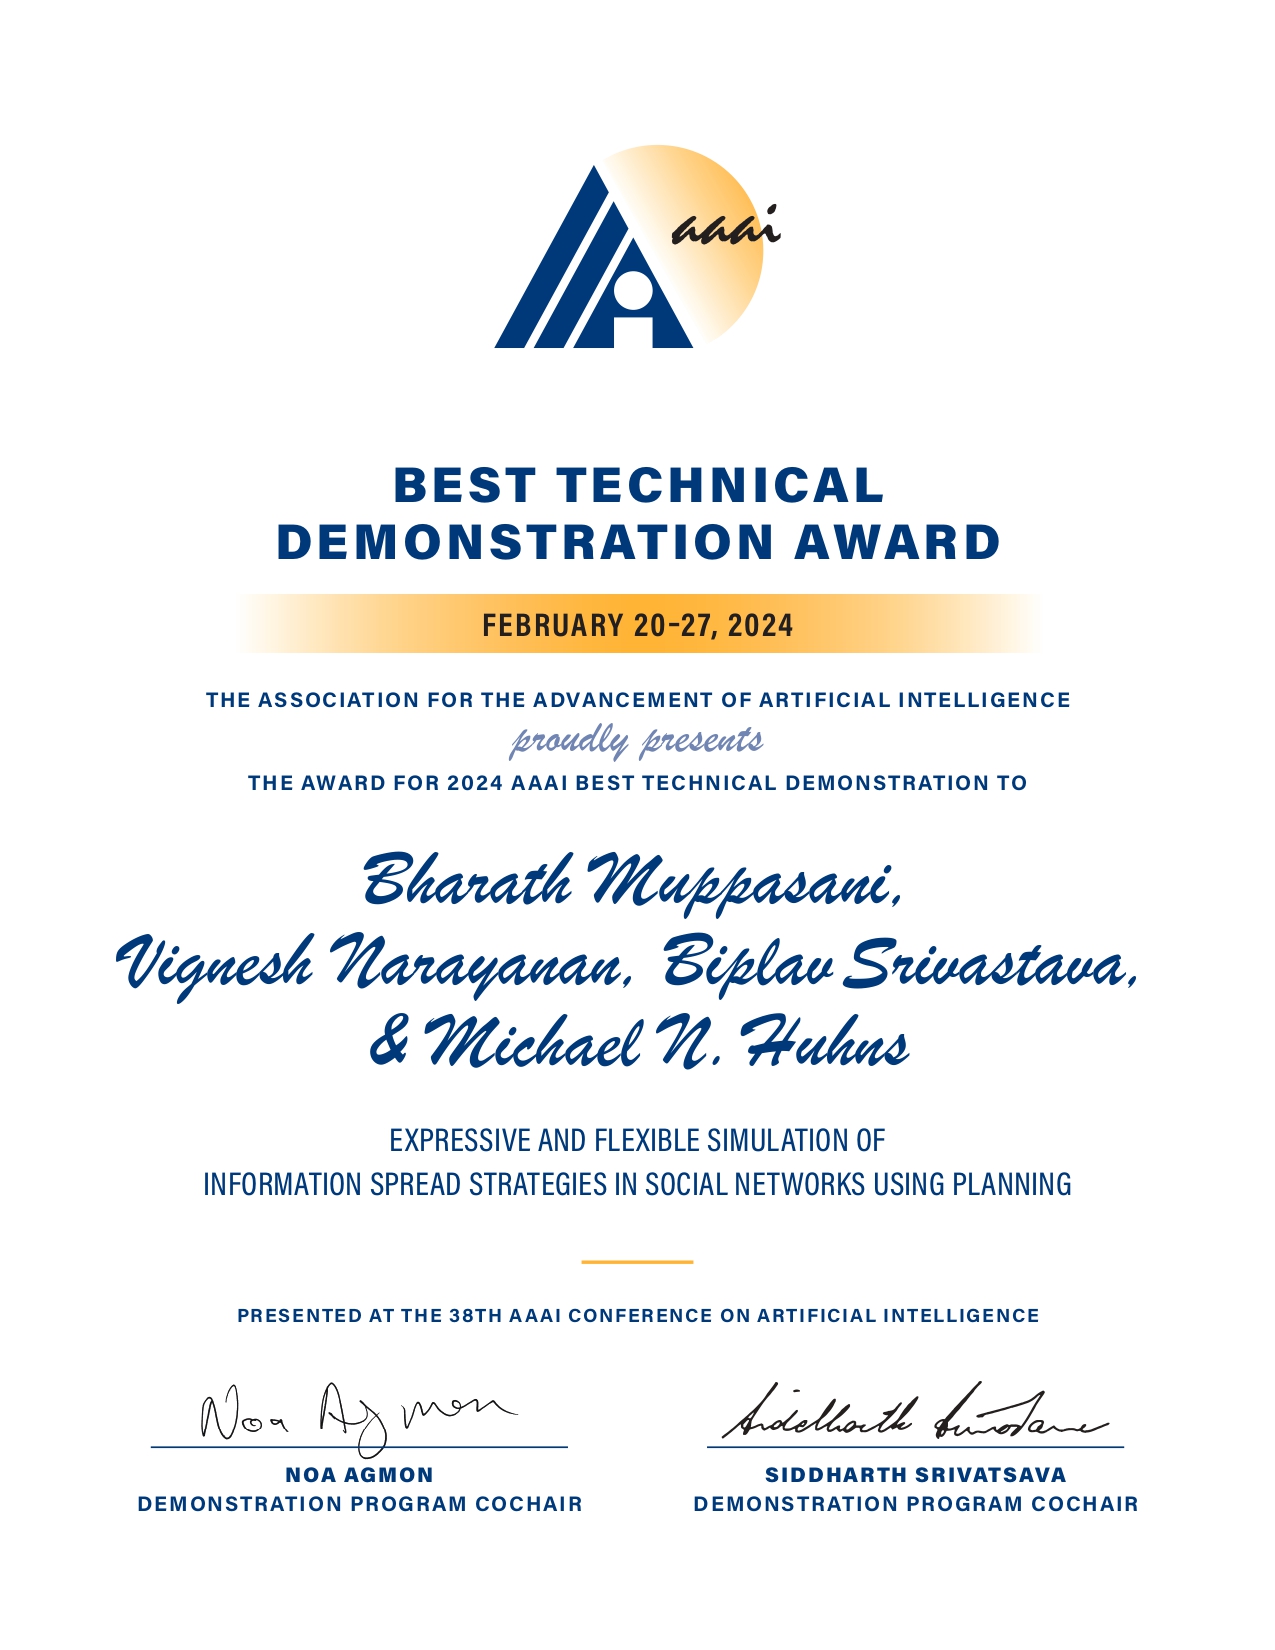 aaai
BEST TECHNICAL
DEMONSTRATION AWARD
FEBRUARY 20–27, 2024
THE ASSOCIATION FOR THE ADVANCEMENT OF ARTIFICIAL INTELLIGENCE
proudly presents
THE AWARD FOR 2024 AAAI BEST TECHNICAL DEMONSTRATION TO
Bharath Muppasani,
Vignesh Narayanan, Biplav Srivastava,
& Michael N. Huhns
EXPRESSIVE AND FLEXIBLE SIMULATION OF
INFORMATION SPREAD STRATEGIES IN SOCIAL NETWORKS USING PLANNING
PRESENTED AT THE 38TH AAAI CONFERENCE ON ARTIFICIAL INTELLIGENCE
Noa Agmon
NOA AGMON
DEMONSTRATION PROGRAM COCHAIR
Siddharth Srivastava
SIDDHARTH SRIVATSAVA
DEMONSTRATION PROGRAM COCHAIR